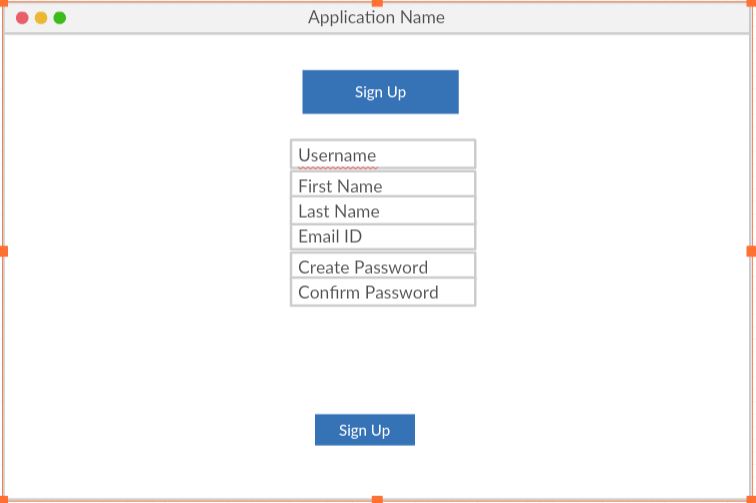 Application Name
Sign Up
Username
First Name
Last Name
Email ID
Create Password
Confirm Password
Sign Up